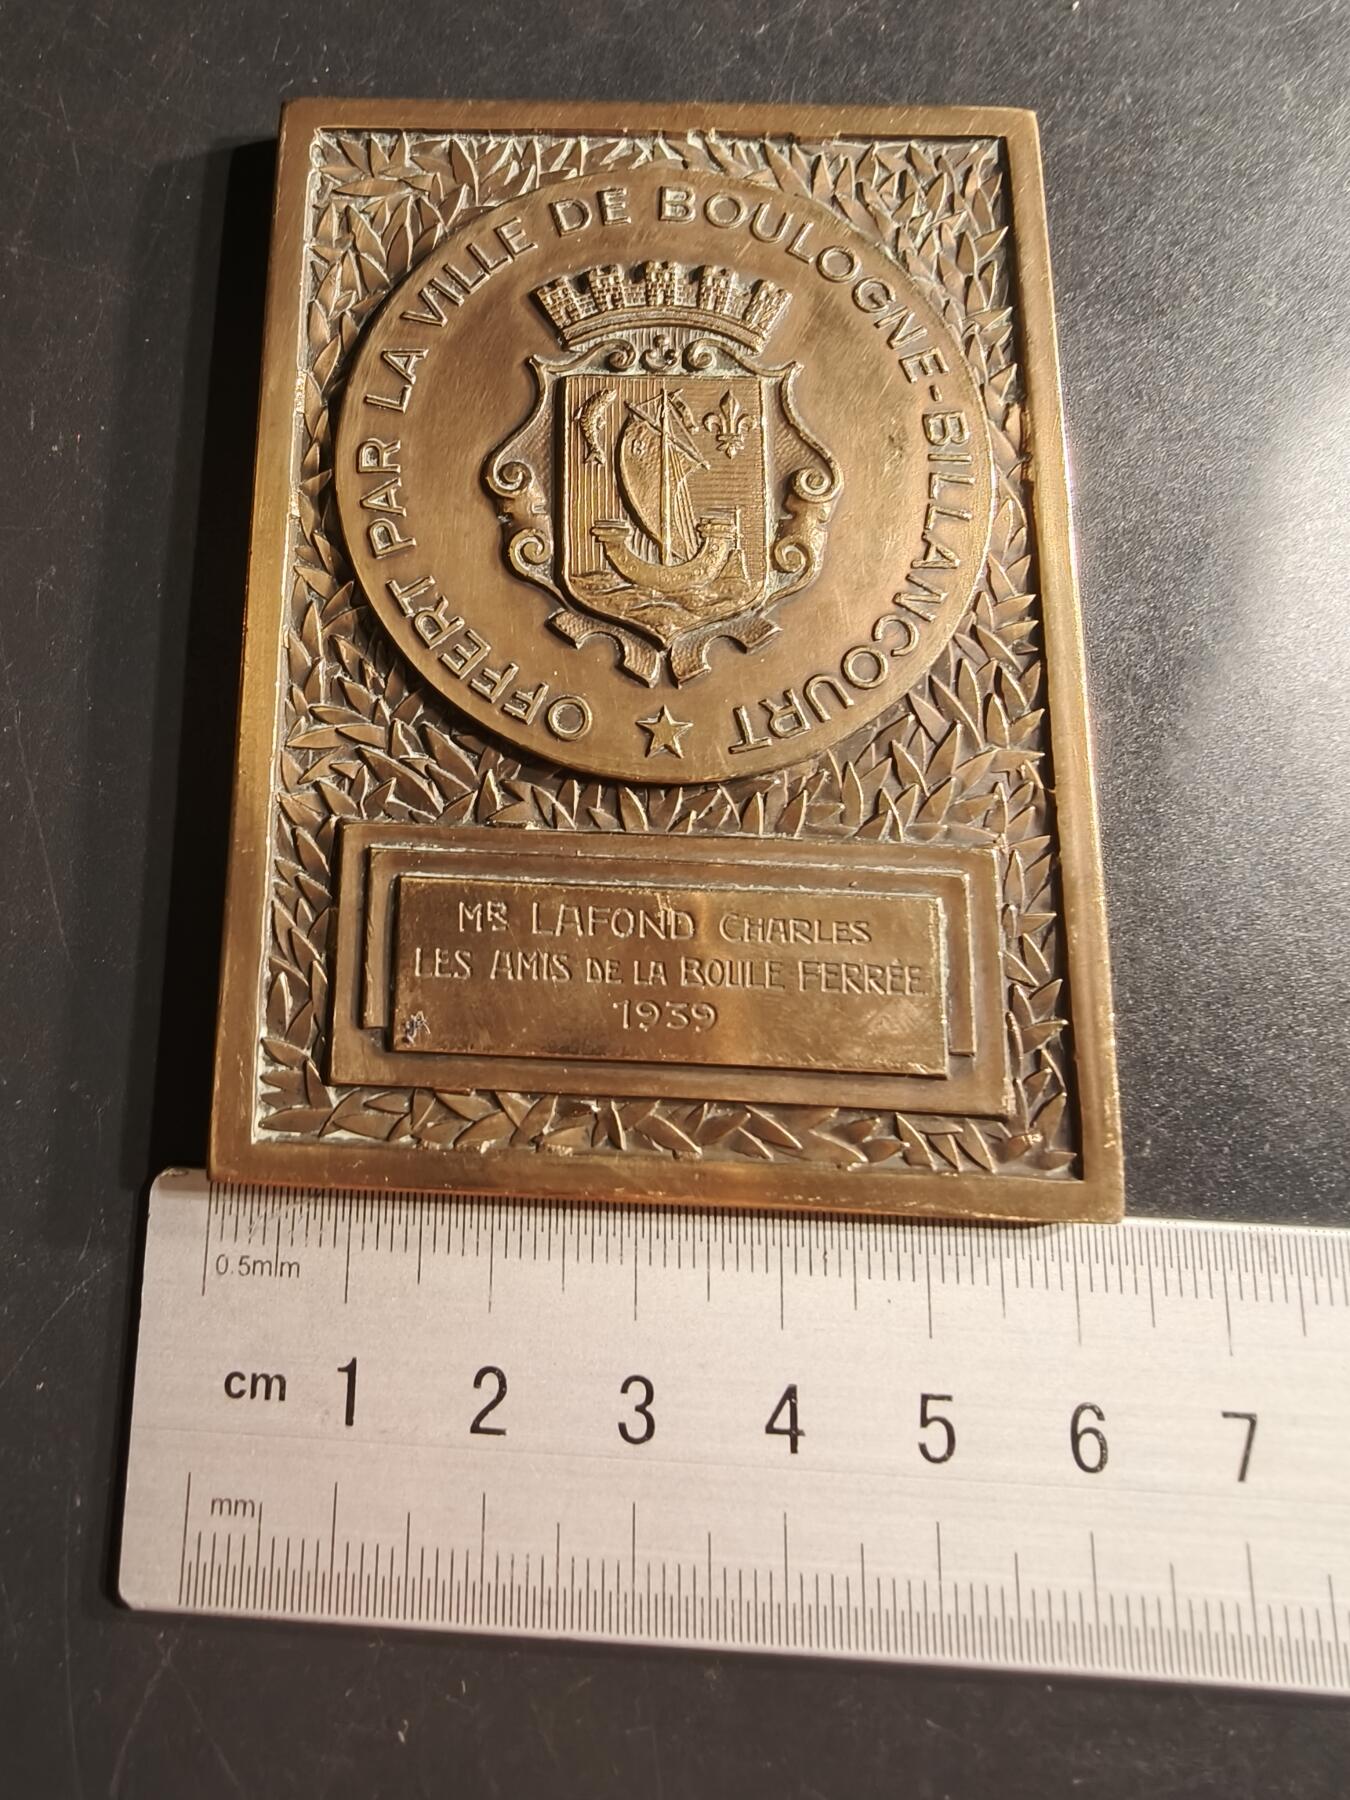 OFFERT PAR LA VILLE DE BOULOGNE-BILLANCOURT
MR LAFOND CHARLES
LES AMIS DE LA BOULE FERRÉE
1939
0.5mm
cm 1 2 3 4 5 6 7
mm